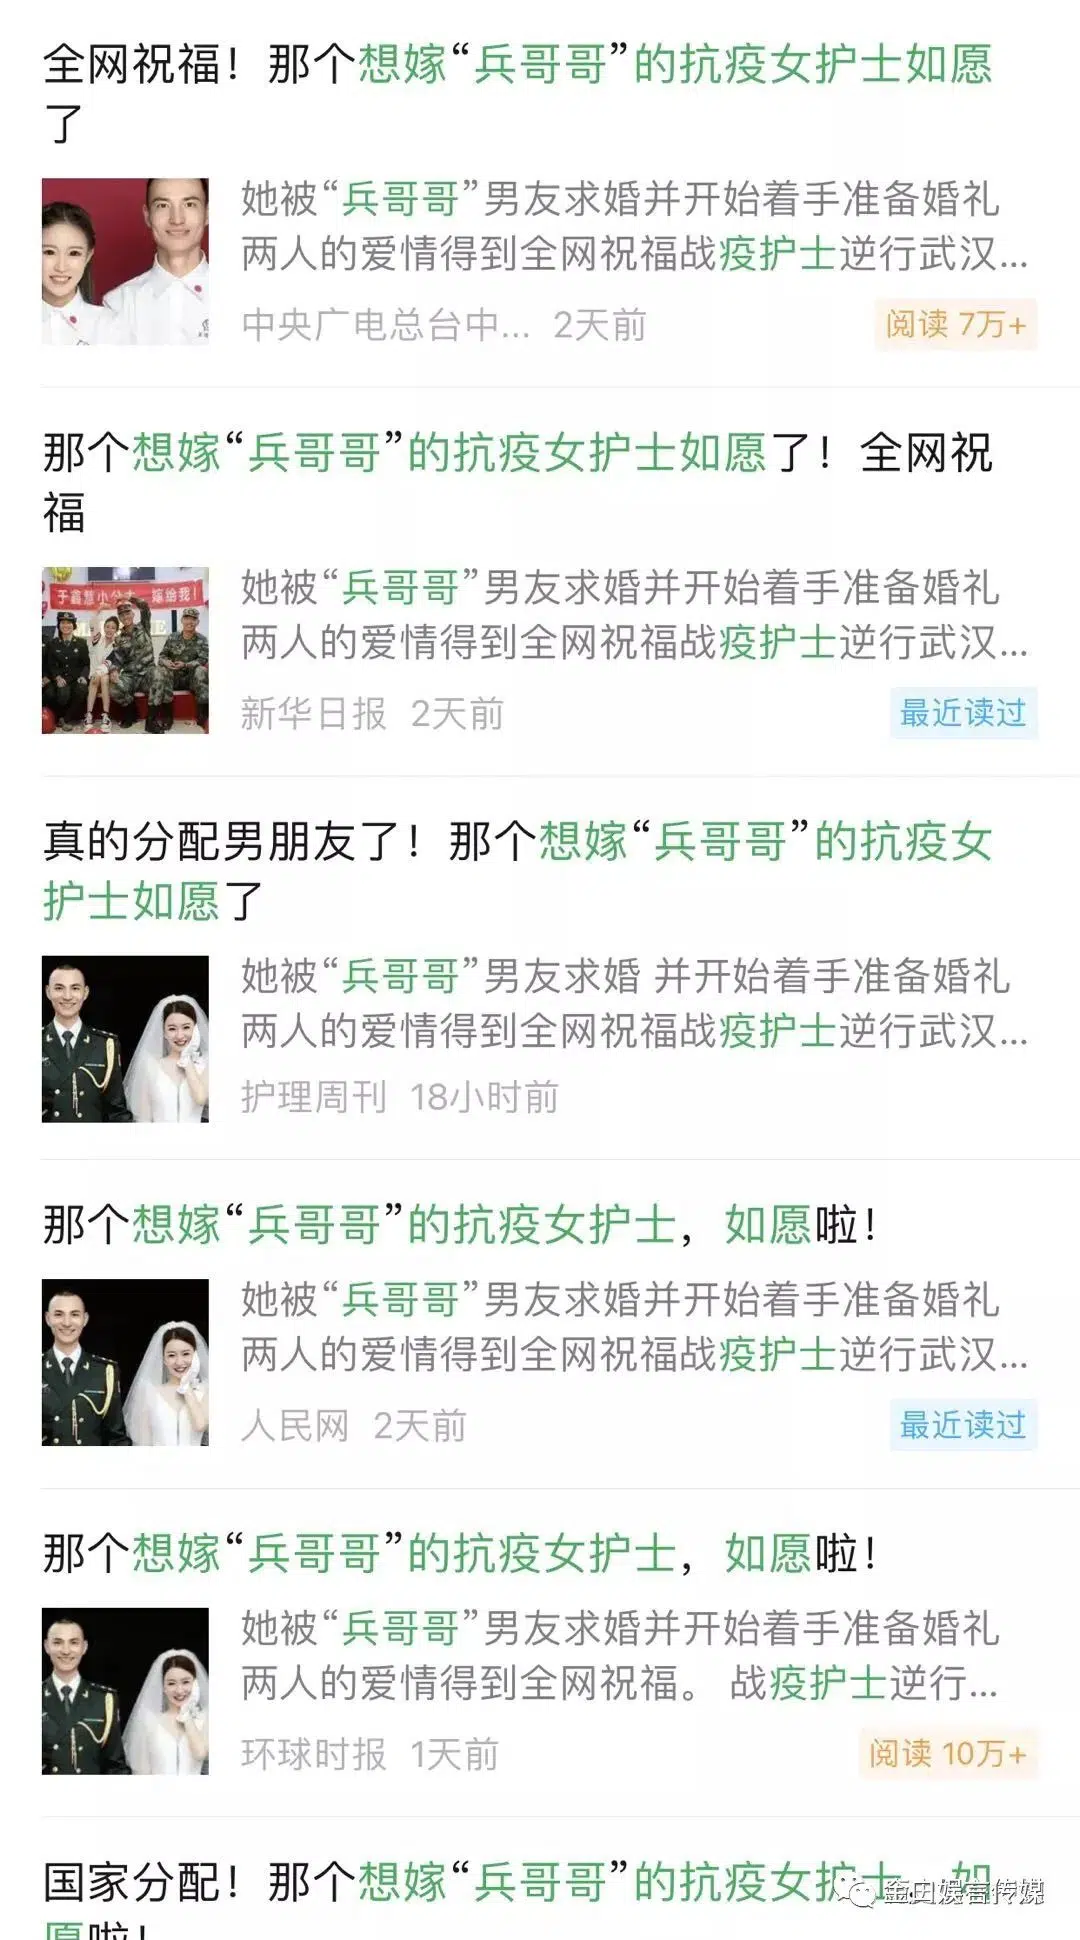 全网祝福！那个想嫁“兵哥哥”的抗疫女护士如愿
了
她被“兵哥哥”男友求婚并开始着手准备婚礼
两人的爱情得到全网祝福战疫护士逆行武汉...
中央广电总台中... 2天前
阅读 7万+
那个想嫁“兵哥哥”的抗疫女护士如愿了！全网祝
福
嫁给我！
她被“兵哥哥”男友求婚并开始着手准备婚礼
两人的爱情得到全网祝福战疫护士逆行武汉...
新华日报 2天前
最近读过
真的分配男朋友了！那个想嫁“兵哥哥”的抗疫女
护士如愿了
她被“兵哥哥”男友求婚 并开始着手准备婚礼
两人的爱情得到全网祝福战疫护士逆行武汉...
护理周刊 18小时前
那个想嫁“兵哥哥”的抗疫女护士，如愿啦！
她被“兵哥哥”男友求婚并开始着手准备婚礼
两人的爱情得到全网祝福战疫护士逆行武汉...
人民网 2天前
最近读过
那个想嫁“兵哥哥”的抗疫女护士，如愿啦！
她被“兵哥哥”男友求婚并开始着手准备婚礼
两人的爱情得到全网祝福。 战疫护士逆行...
环球时报 1天前
阅读 10万+
国家分配！那个想嫁“兵哥哥”的抗疫女护士，如
愿啦！